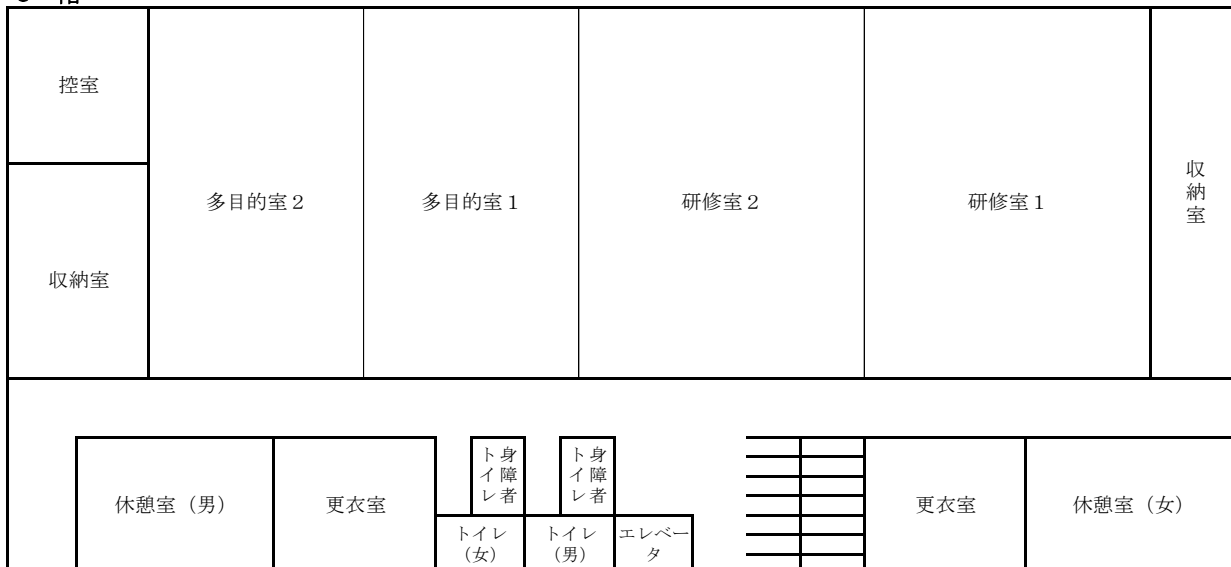 控室
収納室
多目的室２
多目的室１
研修室２
研修室１
収納室
休憩室（男）
更衣室
身障者
トイレ
身障者
トイレ
トイレ
（女）
トイレ
（男）
エレベー
タ
更衣室
休憩室（女）